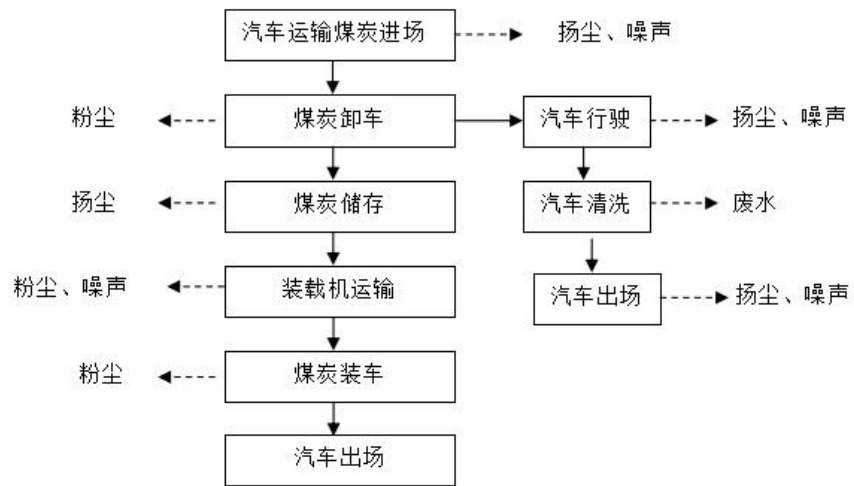 汽车运输煤炭进场 扬尘、噪声
粉尘 煤炭卸车 汽车行驶 扬尘、噪声
扬尘 煤炭储存 汽车清洗 废水
粉尘、噪声 装载机运输 汽车出场 扬尘、噪声
粉尘 煤炭装车
汽车出场